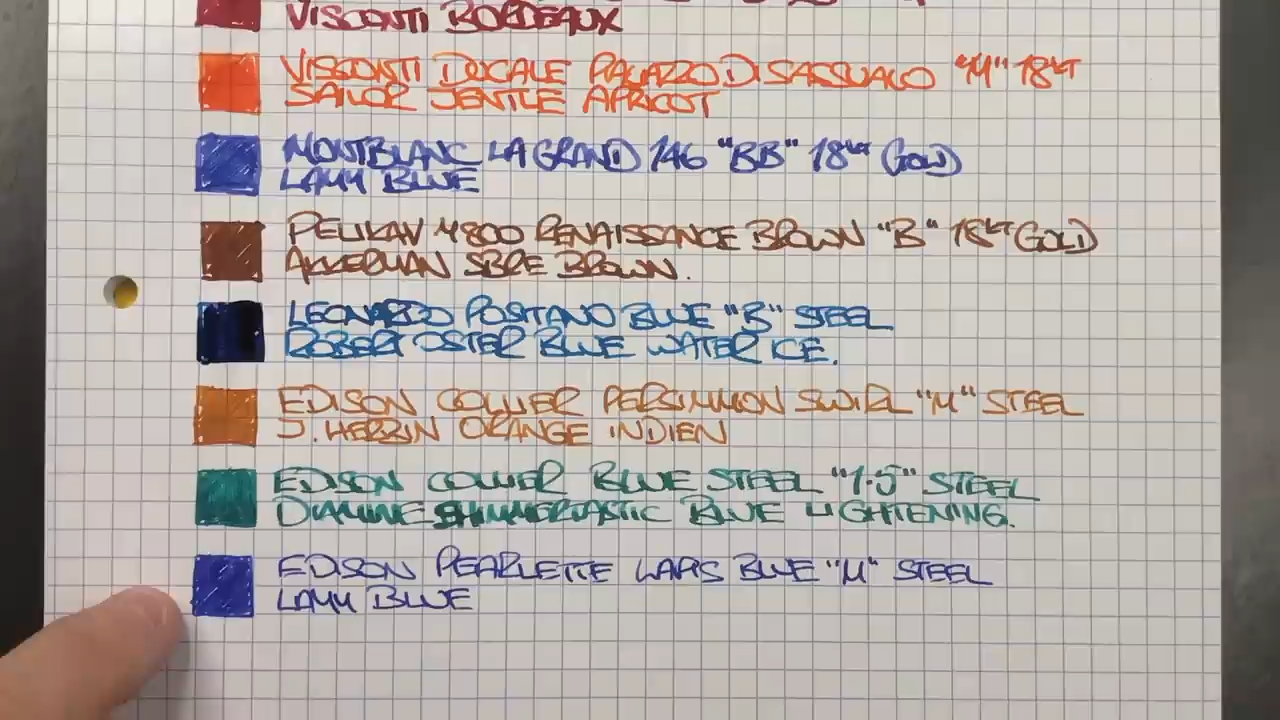 VISCONTI BORDEAUX
VISCONTI DUCALE PALAZZO DI SASSUALO "M" 18KT
SAILOR JENTLE APRICOT
MONTBLANC LA GRAND 146 "BB" 18KT GOLD
LAMY BLUE
PELIKAN M800 RENAISSANCE BROWN "B" 18KT GOLD
AKKERMAN SBRE BROWN.
LEONARDO POSITANO BLUE "B" STEEL
ROBERT OSTER BLUE WATER ICE.
EDISON COLLIER PERSIMMON SWIRL "M" STEEL
J. HERBIN ORANGE INDIEN
EDISON COLLIER BLUE STEEL "1.5" STEEL
DIAMINE SHIMMERTASTIC BLUE LIGHTENING.
EDISON PEARLETTE LAPIS BLUE "M" STEEL
LAMY BLUE